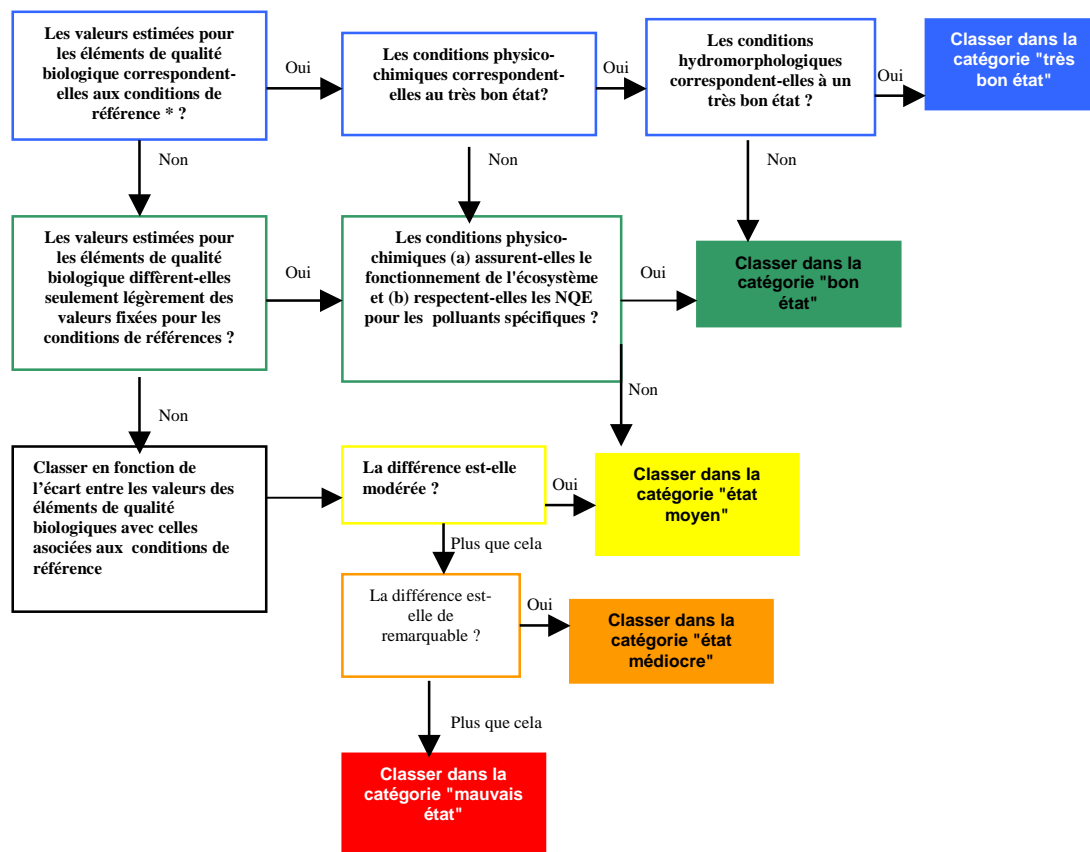 Les valeurs estimées pour
les éléments de qualité
biologique correspondent-
elles aux conditions de
référence * ?
Oui
Les conditions physico-
chimiques correspondent-
elles au très bon état?
Oui
Les conditions
hydromorphologiques
correspondent-elles à un
très bon état ?
Oui
Classer dans la
catégorie "très
bon état"
Non
Non
Non
Les valeurs estimées pour
les éléments de qualité
biologique diffèrent-elles
seulement légèrement des
valeurs fixées pour les
conditions de références ?
Oui
Les conditions physico-
chimiques (a) assurent-elles le
fonctionnement de l'écosystème
et (b) respectent-elles les NQE
pour les polluants spécifiques ?
Oui
Classer dans la
catégorie "bon
état"
Non
Non
Classer en fonction de
l'écart entre les valeurs des
éléments de qualité
biologiques avec celles
asociées aux conditions de
référence
La différence est-elle
modérée ?
Oui
Classer dans la
catégorie "état
moyen"
Plus que cela
La différence est-
elle de
remarquable ?
Oui
Classer dans la
catégorie "état
médiocre"
Plus que cela
Classer dans la
catégorie "mauvais
état"